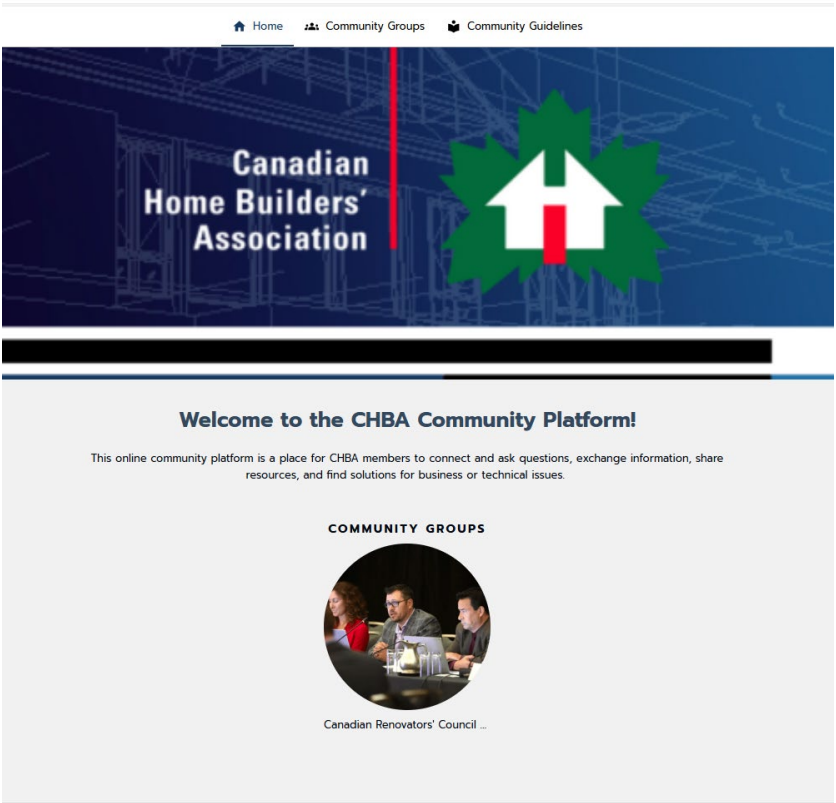 Home Community Groups Community Guidelines
Canadian
Home Builders'
Association
Welcome to the CHBA Community Platform!
This online community platform is a place for CHBA members to connect and ask questions, exchange information, share
resources, and find solutions for business or technical issues.
COMMUNITY GROUPS
Canadian Renovators' Council ...